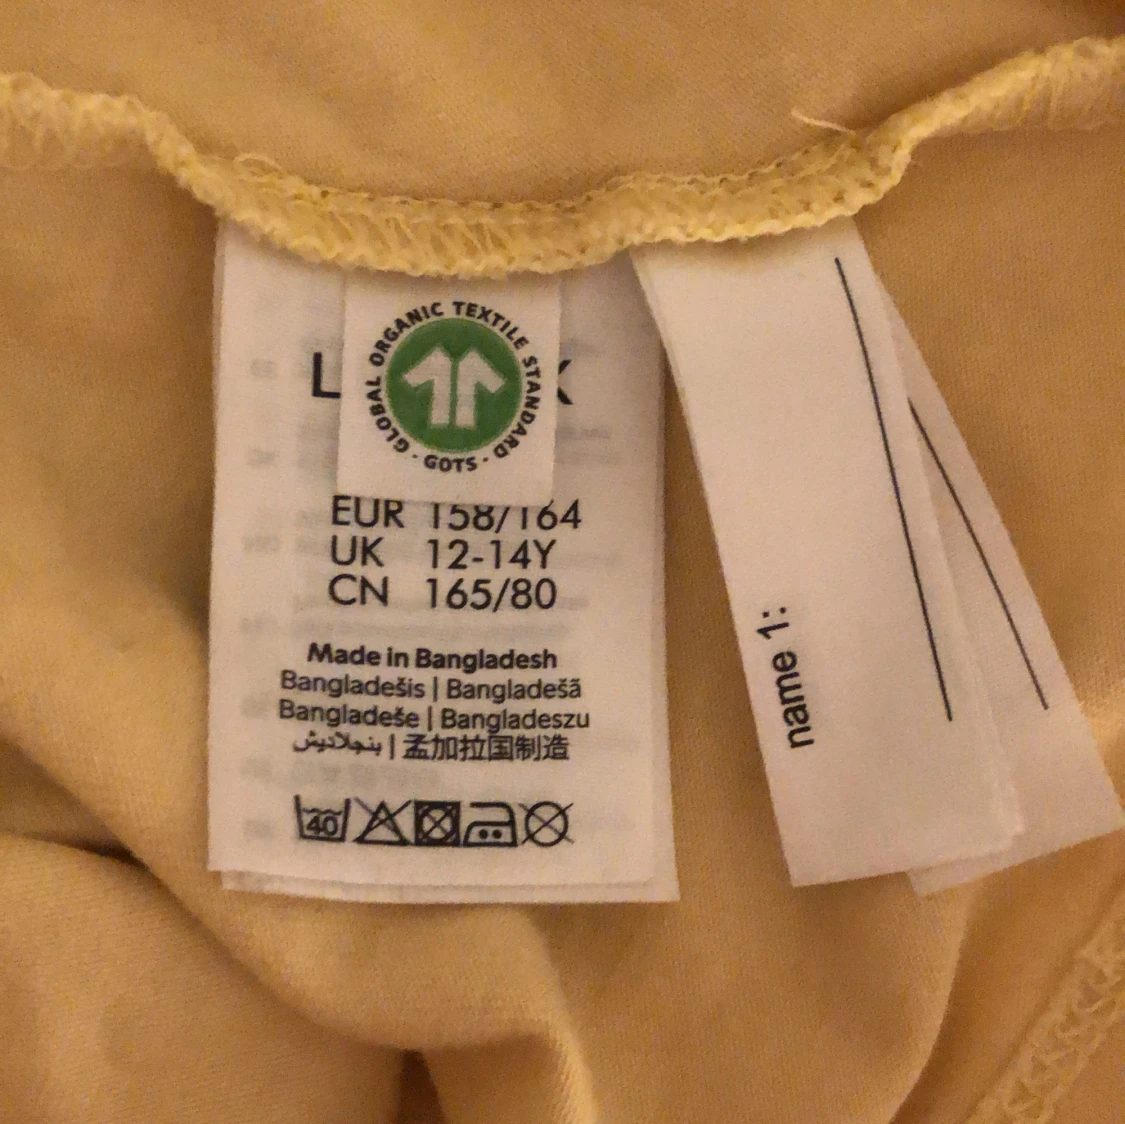 GLOBAL ORGANIC TEXTILE STANDARD · GOTS ·
EUR 158/164
UK 12-14Y
CN 165/80
Made in Bangladesh
Bangladešis | Bangladešā
Bangladeše | Bangladeszu
بنجلاديش | 孟加拉国制造
40
name 1: